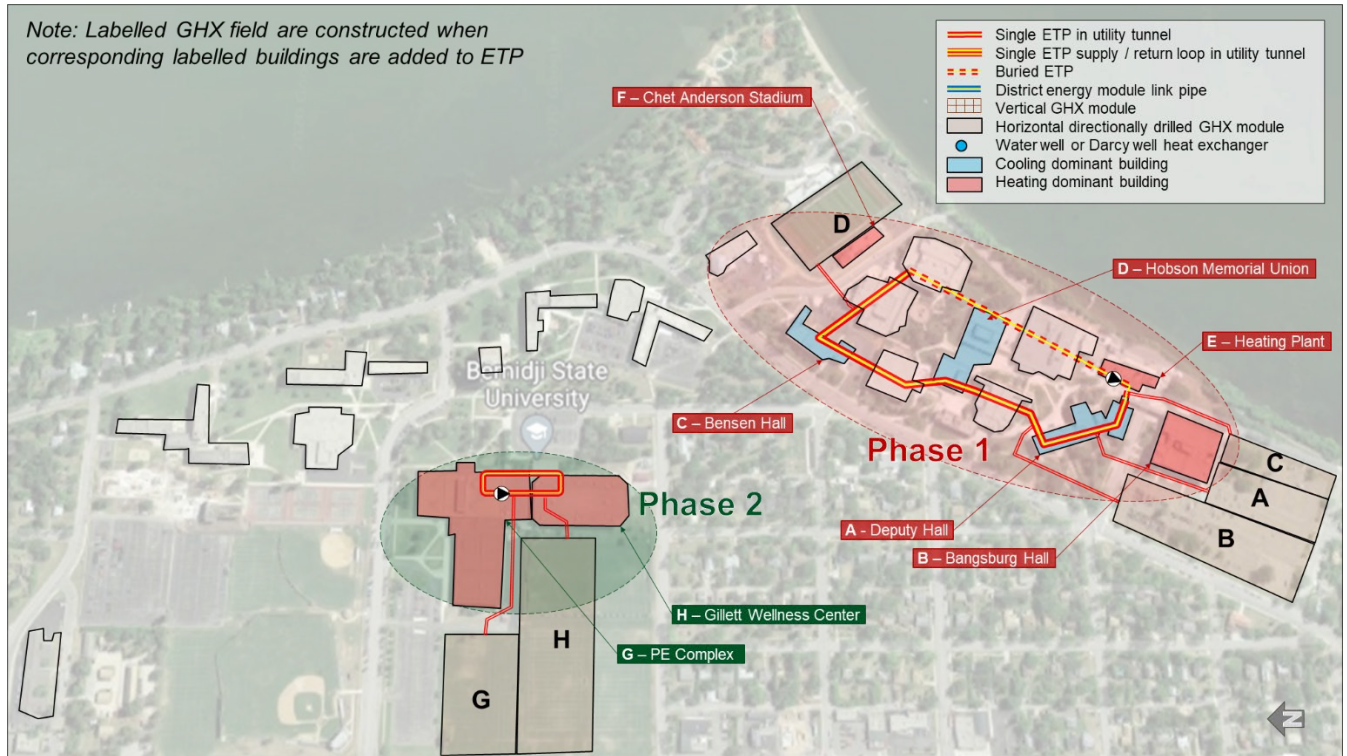 Note: Labelled GHX field are constructed when
corresponding labelled buildings are added to ETP
Single ETP in utility tunnel
Single ETP supply / return loop in utility tunnel
Buried ETP
District energy module link pipe
Vertical GHX module
Horizontal directionally drilled GHX module
Water well or Darcy well heat exchanger
Cooling dominant building
Heating dominant building
F – Chet Anderson Stadium
D
D – Hobson Memorial Union
E – Heating Plant
Bemidji State
University
C – Bensen Hall
Phase 1
C
A
B
A - Deputy Hall
B – Bangsburg Hall
Phase 2
H – Gillett Wellness Center
G – PE Complex
H
G
N